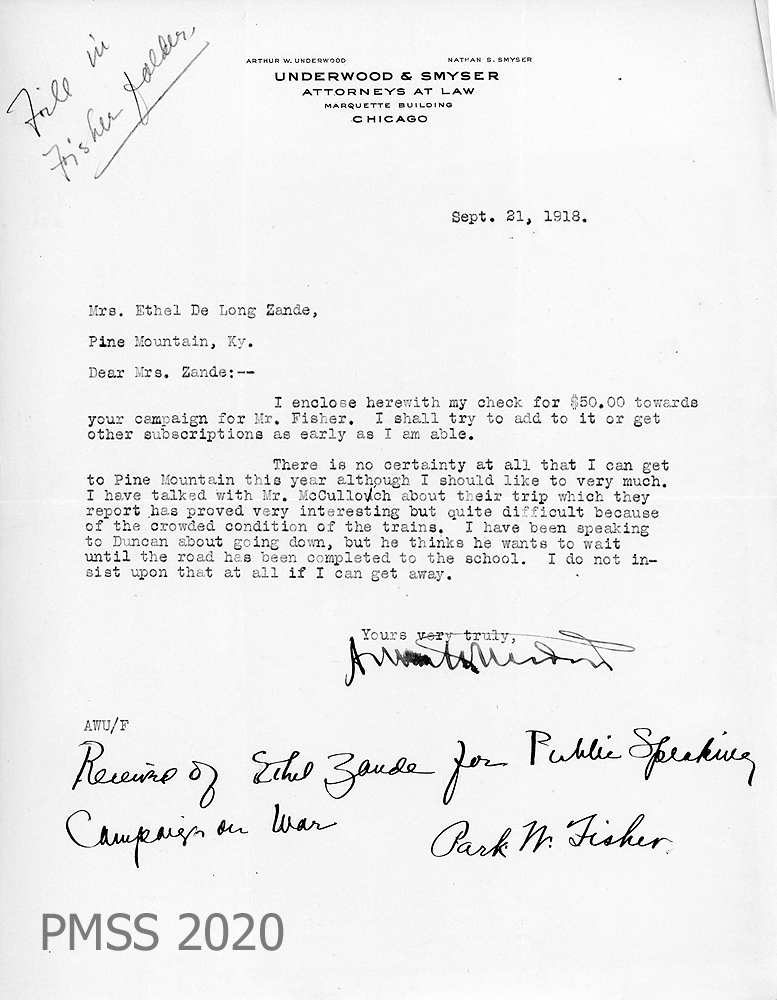 File in
Fisher folder,
ARTHUR W. UNDERWOOD NATHAN S. SMYSER
UNDERWOOD & SMYSER
ATTORNEYS AT LAW
MARQUETTE BUILDING
CHICAGO
Sept. 21, 1918.
Mrs. Ethel De Long Zande,
Pine Mountain, Ky.
Dear Mrs. Zande:--
I enclose herewith my check for $50.00 towards
your campaign for Mr. Fisher. I shall try to add to it or get
other subscriptions as early as I am able.
There is no certainty at all that I can get
to Pine Mountain this year although I should like to very much.
I have talked with Mr. McCullovch about their trip which they
report has proved very interesting but quite difficult because
of the crowded condition of the trains. I have been speaking
to Duncan about going down, but he thinks he wants to wait
until the road has been completed to the school. I do not in-
sist upon that at all if I can get away.
Yours very truly,
AWU/F
Received of Ethel Zande for Public Speaking
Campaign on War
Park W. Fisher.
PMSS 2020